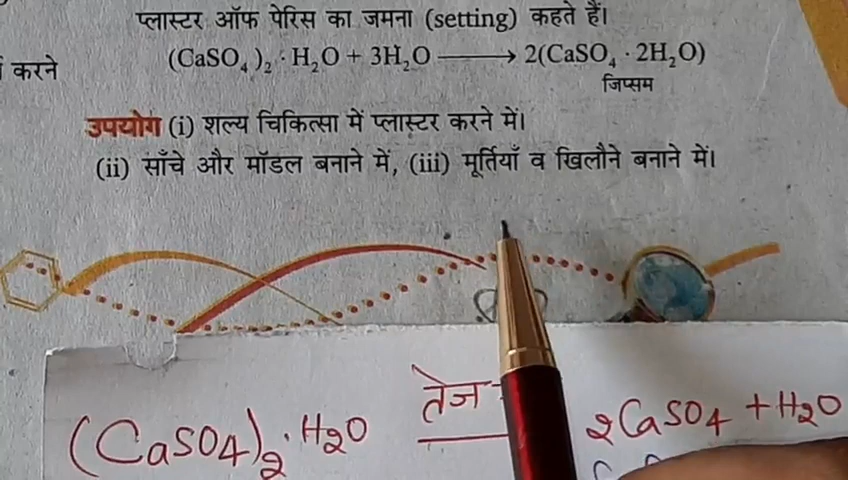 प्लास्टर ऑफ पेरिस का जमना (setting) कहते हैं।
करने
(CaSO₄)₂ · H₂O + 3H₂O ⟶ 2(CaSO₄ · 2H₂O)
जिप्सम
उपयोग (i) शल्य चिकित्सा में प्लास्टर करने में।
(ii) साँचे और मॉडल बनाने में, (iii) मूर्तियाँ व खिलौने बनाने में।
तेज
(CaSO₄)₂·H₂O 2CaSO₄ + H₂O